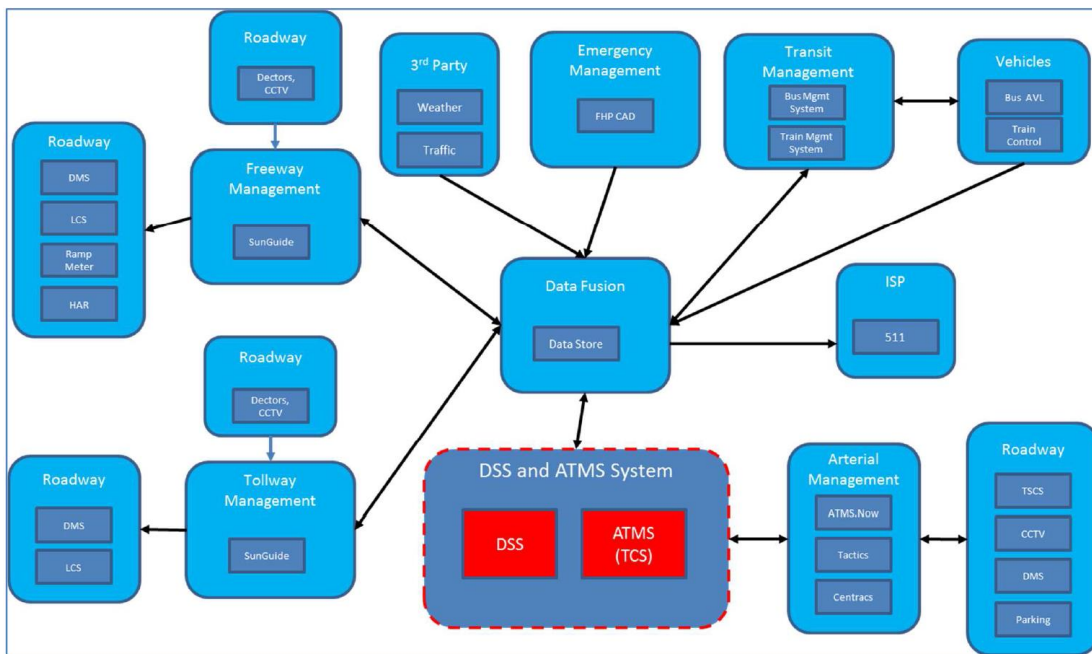 Roadway
Dectors,
CCTV
3rd Party
Weather
Traffic
Emergency
Management
FHP CAD
Transit
Management
Bus Mgmt
System
Train Mgmt
System
Vehicles
Bus AVL
Train
Control
Roadway
DMS
LCS
Ramp
Meter
HAR
Freeway
Management
SunGuide
Data Fusion
Data Store
ISP
511
Roadway
Dectors,
CCTV
Roadway
DMS
LCS
Tollway
Management
SunGuide
DSS and ATMS System
DSS
ATMS
(TCS)
Arterial
Management
ATMS.Now
Tactics
Centracs
Roadway
TSCS
CCTV
DMS
Parking